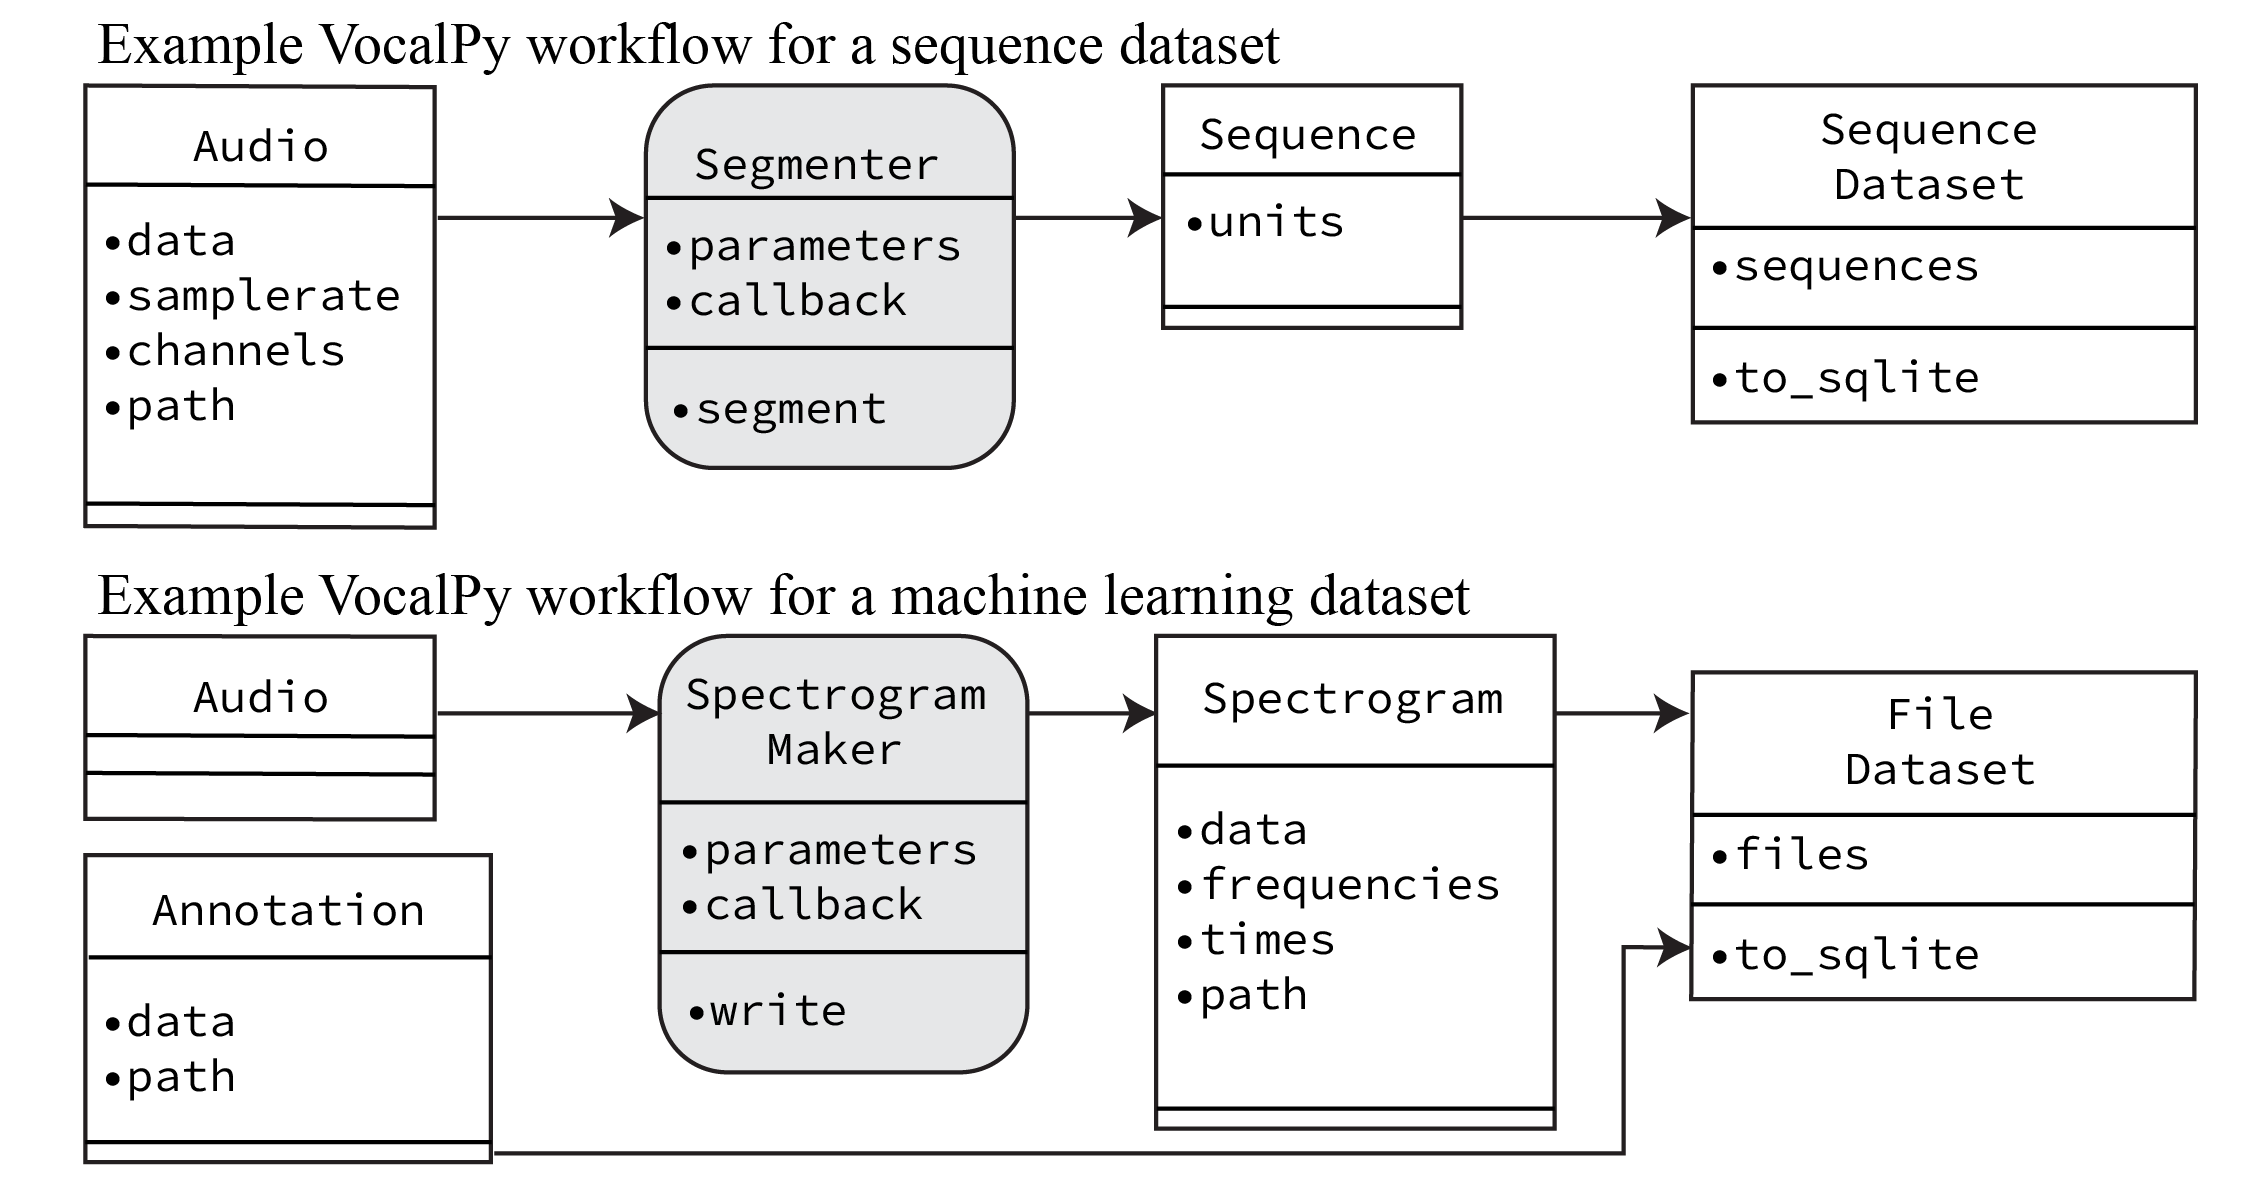 Example VocalPy workflow for a sequence dataset
Audio
•data
•samplerate
•channels
•path
Segmenter
•parameters
•callback
•segment
Sequence
•units
Sequence
Dataset
•sequences
•to_sqlite
Example VocalPy workflow for a machine learning dataset
Audio
Annotation
•data
•path
Spectrogram
Maker
•parameters
•callback
•write
Spectrogram
•data
•frequencies
•times
•path
File
Dataset
•files
•to_sqlite